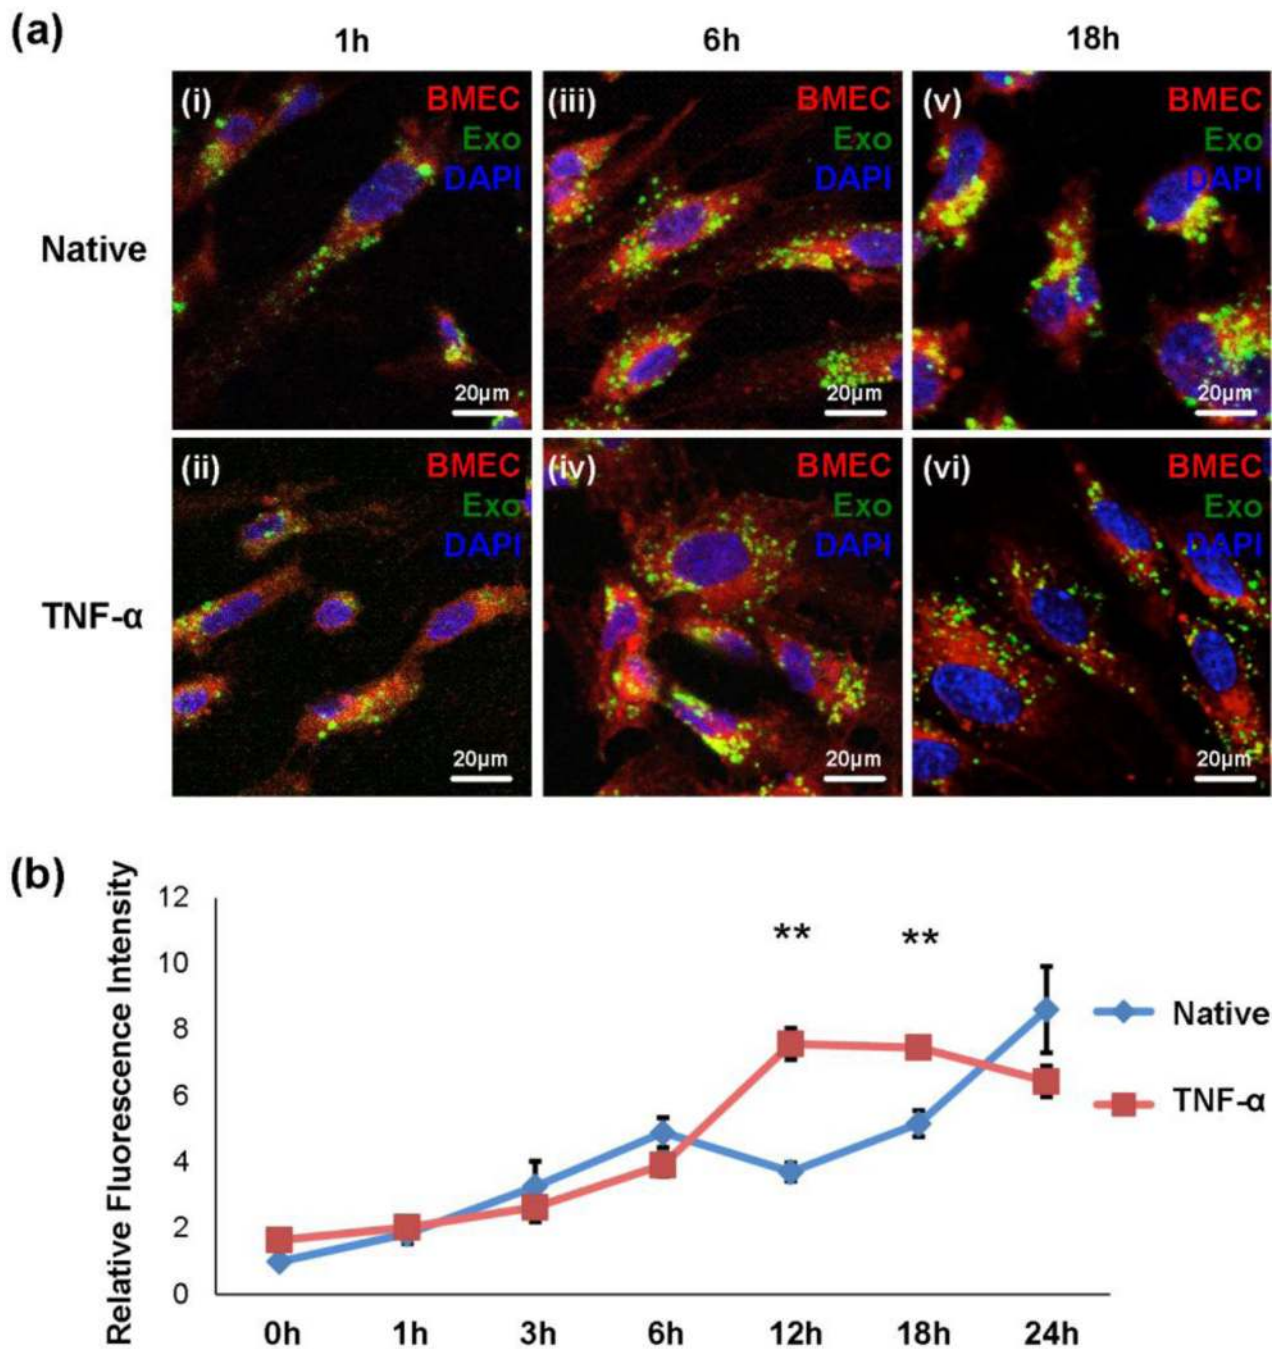 (a)
1h 6h 18h
Native
(i) BMEC
Exo
DAPI
20µm
(iii) BMEC
Exo
DAPI
20µm
(v) BMEC
Exo
DAPI
20µm
TNF-α
(ii) BMEC
Exo
DAPI
20µm
(iv) BMEC
Exo
DAPI
20µm
(vi) BMEC
Exo
DAPI
20µm
(b)
Relative Fluorescence Intensity
12
10
8
6
4
2
0
** **
Native
TNF-α
0h 1h 3h 6h 12h 18h 24h